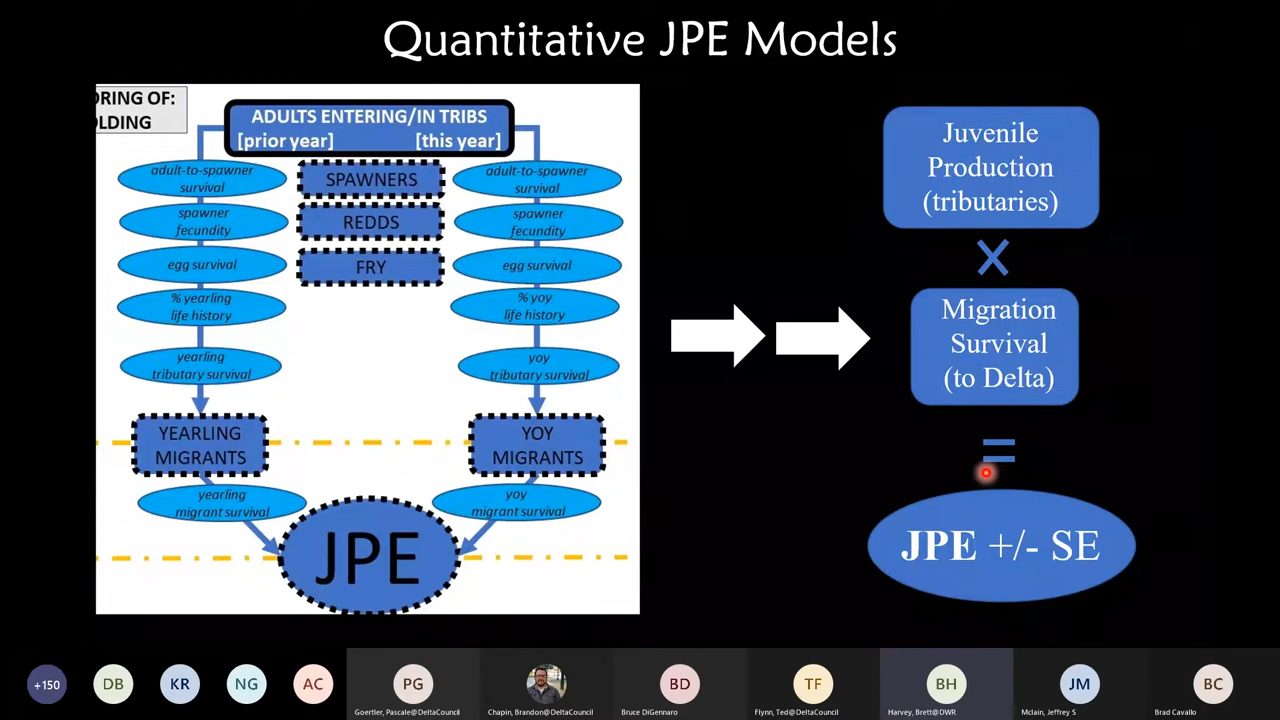 Quantitative JPE Models
ORING OF:
OLDING
ADULTS ENTERING/IN TRIBS
[prior year] [this year]
adult-to-spawner
survival
SPAWNERS
adult-to-spawner
survival
spawner
fecundity
REDDS
spawner
fecundity
egg survival
FRY
egg survival
% yearling
life history
% yoy
life history
yearling
tributary survival
yoy
tributary survival
YEARLING
MIGRANTS
YOY
MIGRANTS
yearling
migrant survival
yoy
migrant survival
JPE
Juvenile
Production
(tributaries)
X
Migration
Survival
(to Delta)
=
JPE +/- SE
+150
DB
KR
NG
AC
PG
BD
TF
BH
JM
BC
Goertler, Pascale@DeltaCouncil
Chapin, Brandon@DeltaCouncil
Bruce DiGennaro
Flynn, Ted@DeltaCouncil
Harvey, Brett@DWR
Mclain, Jeffrey S
Brad Cavallo